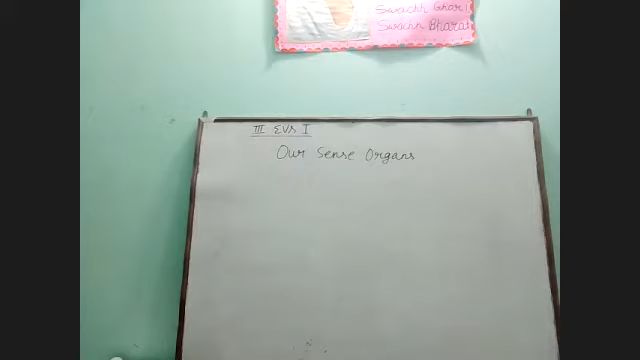 Swachh Ghar
Swachh Bharat
III EVS I
Our Sense Organs